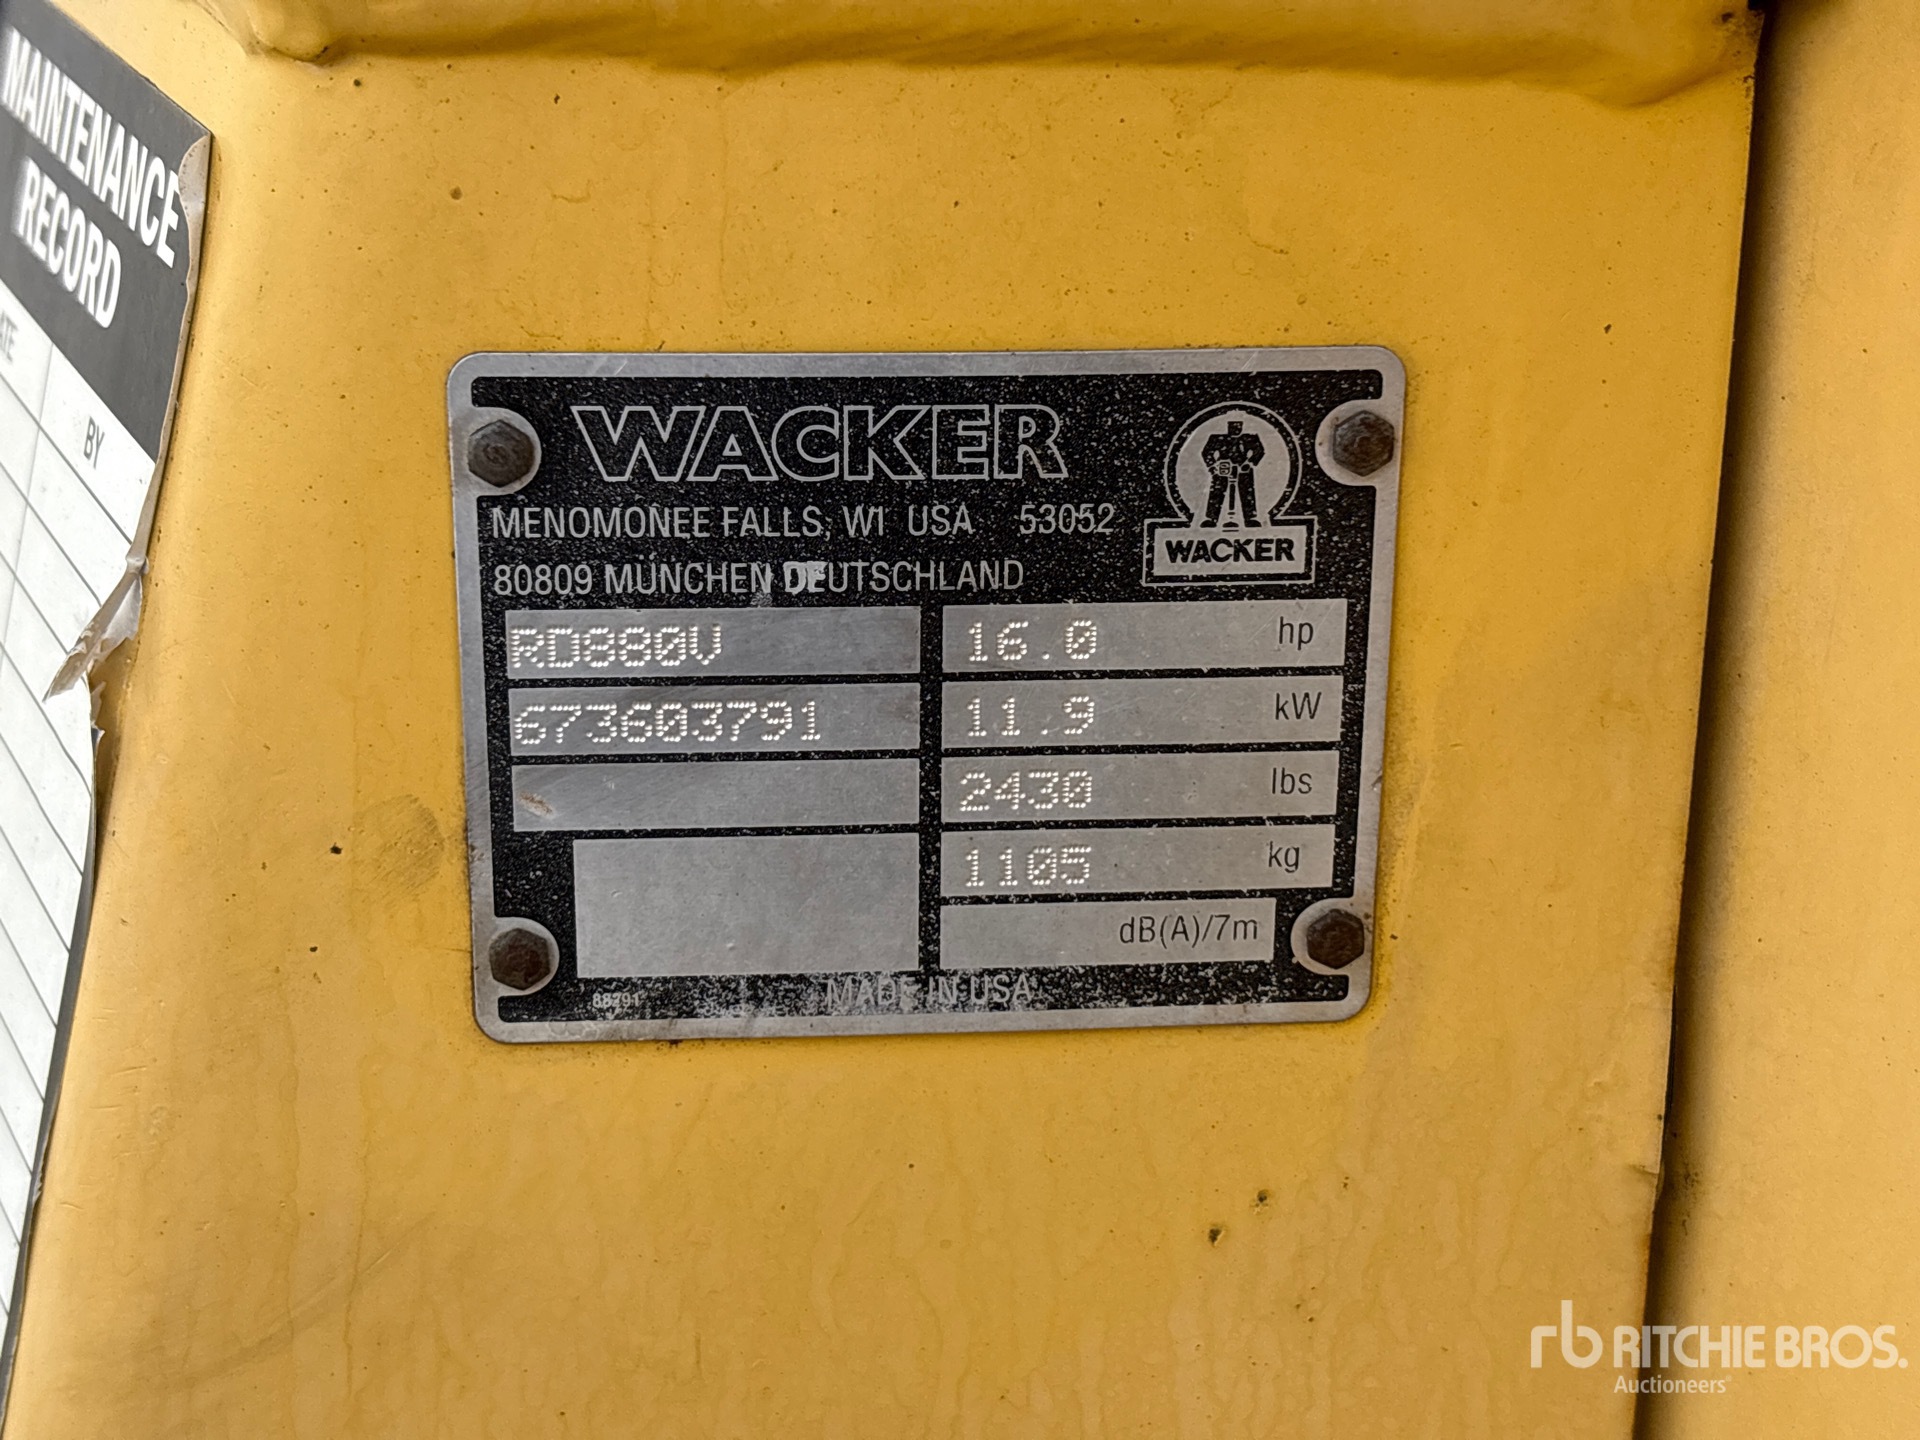 MAINTENANCE
RECORD
BY
WACKER
MENOMONEE FALLS, WI USA 53052
80809 MÜNCHEN DEUTSCHLAND
WACKER
RD880V
673603791
16.0 hp
11.9 kW
2430 lbs
1105 kg
dB(A)/7m
MADE IN USA
rb RITCHIE BROS.
Auctioneers